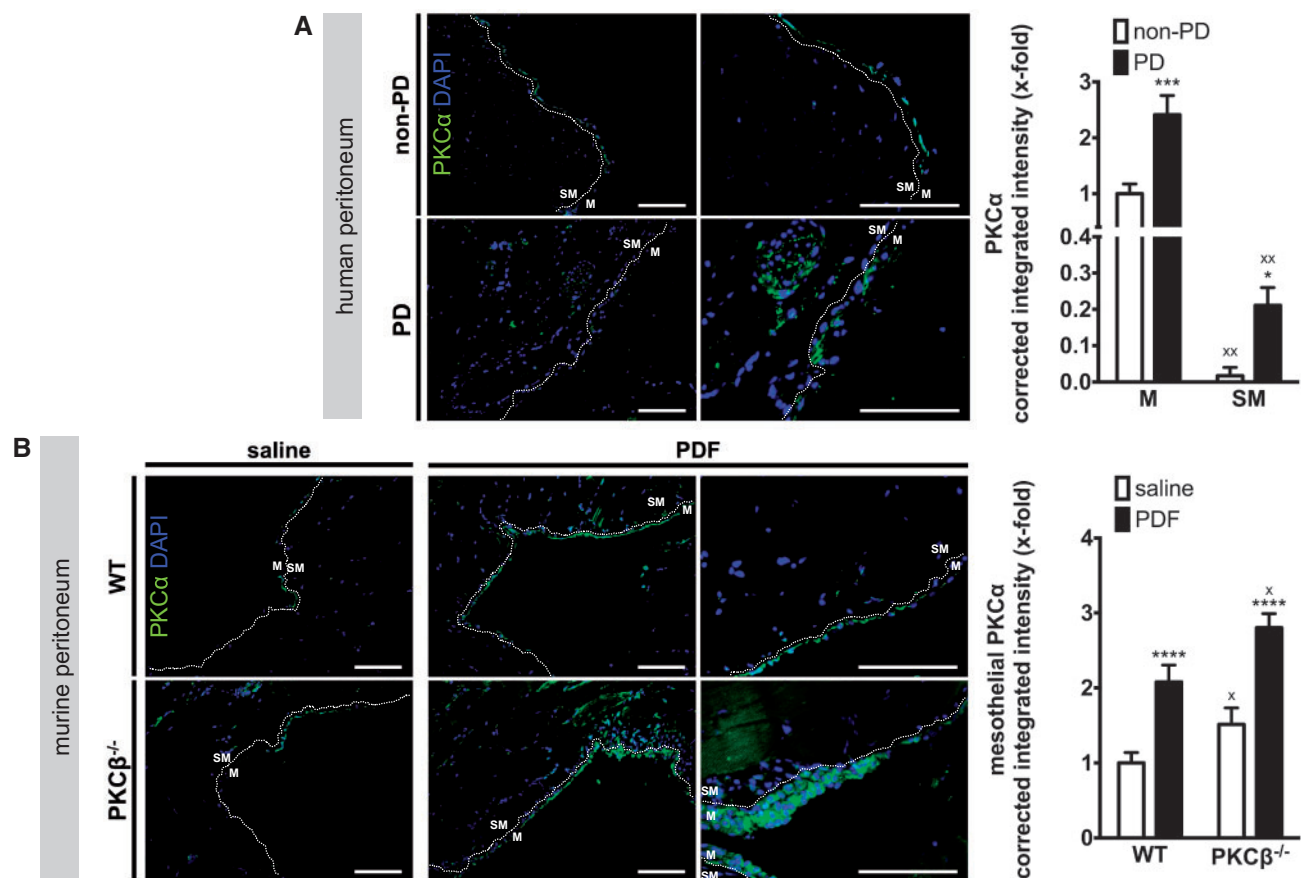 A
human peritoneum
non-PD
PD
PKCα DAPI
SM
M
SM
M
SM
M
SM
M
non-PD
PD
PKCα
corrected integrated intensity (x-fold)
3
2
1
0.4
0.3
0.2
0.1
0.0
***
xx
xx
*
M
SM
B
murine peritoneum
saline
PDF
WT
PKCβ-/-
PKCα DAPI
M SM
SM
M
SM
M
SM
M
SM
M
SM
M
M
SM
saline
PDF
mesothelial PKCα
corrected integrated intensity (x-fold)
4
3
2
1
0
****
x
x
****
WT
PKCβ-/-